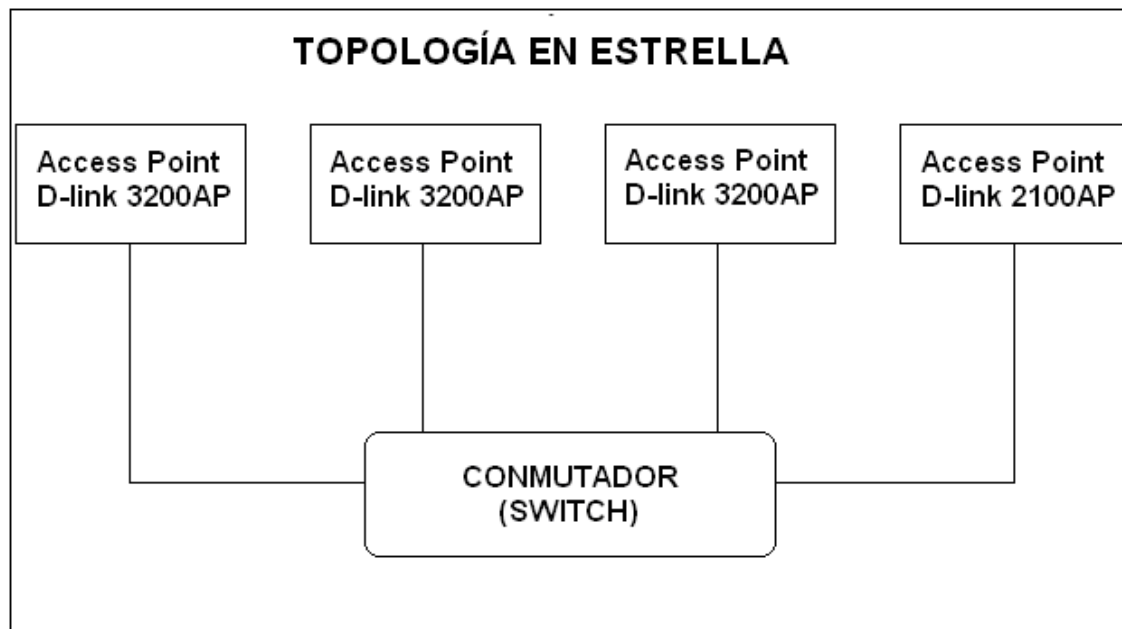 TOPOLOGÍA EN ESTRELLA
Access Point
D-link 3200AP
Access Point
D-link 3200AP
Access Point
D-link 3200AP
Access Point
D-link 2100AP
CONMUTADOR
(SWITCH)